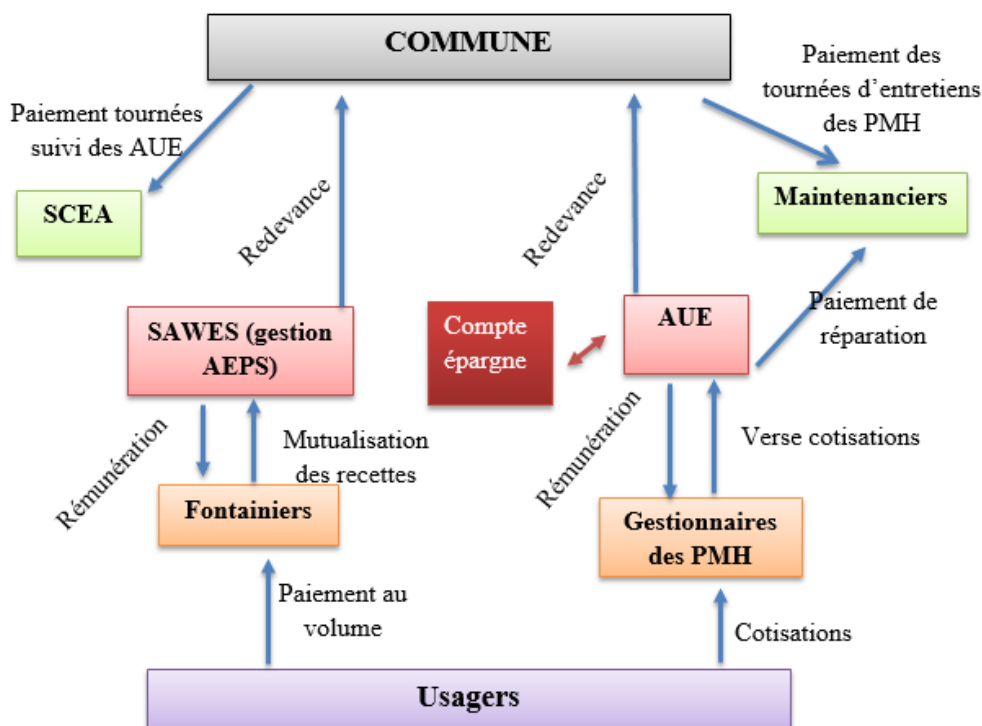 COMMUNE
Paiement tournées
suivi des AUE
Paiement des
tournées d’entretiens
des PMH
SCEA
Redevance
Redevance
Maintenanciers
SAWES (gestion
AEPS)
Compte
épargne
AUE
Paiement de
réparation
Rémunération
Mutualisation
des recettes
Rémunération
Verse cotisations
Fontainiers
Gestionnaires
des PMH
Paiement au
volume
Cotisations
Usagers